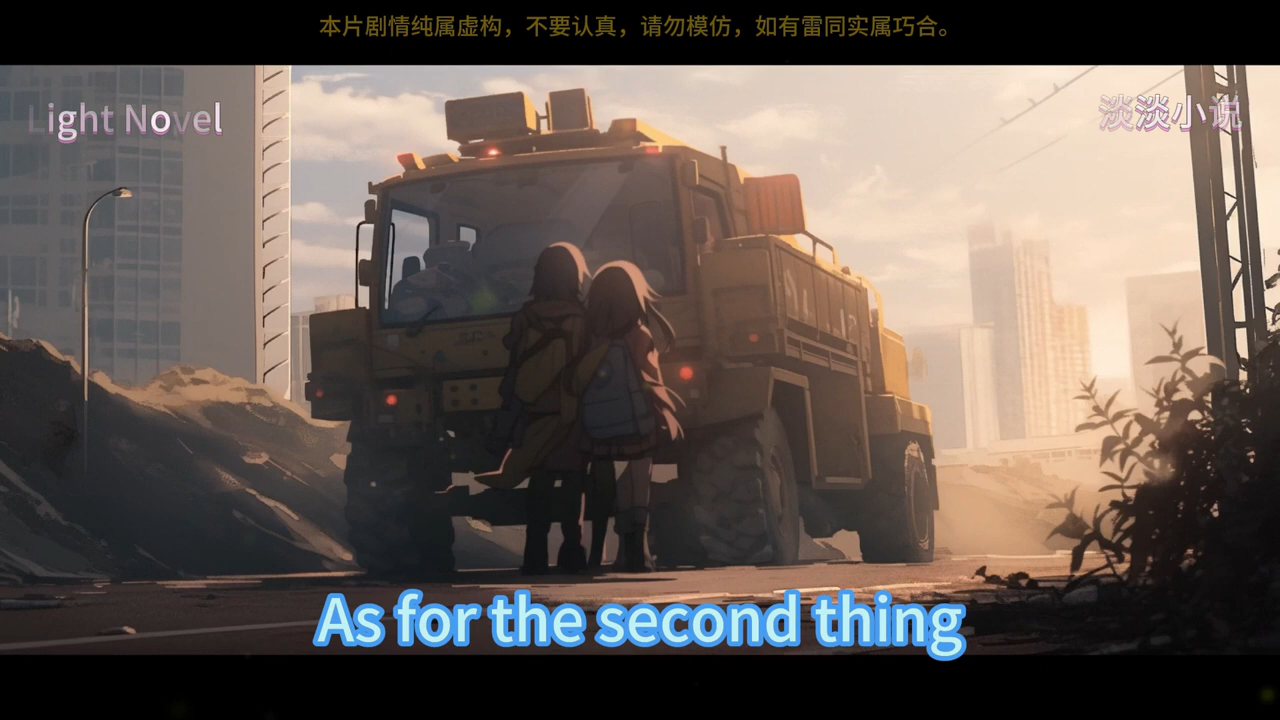 本片剧情纯属虚构，不要认真，请勿模仿，如有雷同实属巧合。
Light Novel
淡淡小说
As for the second thing